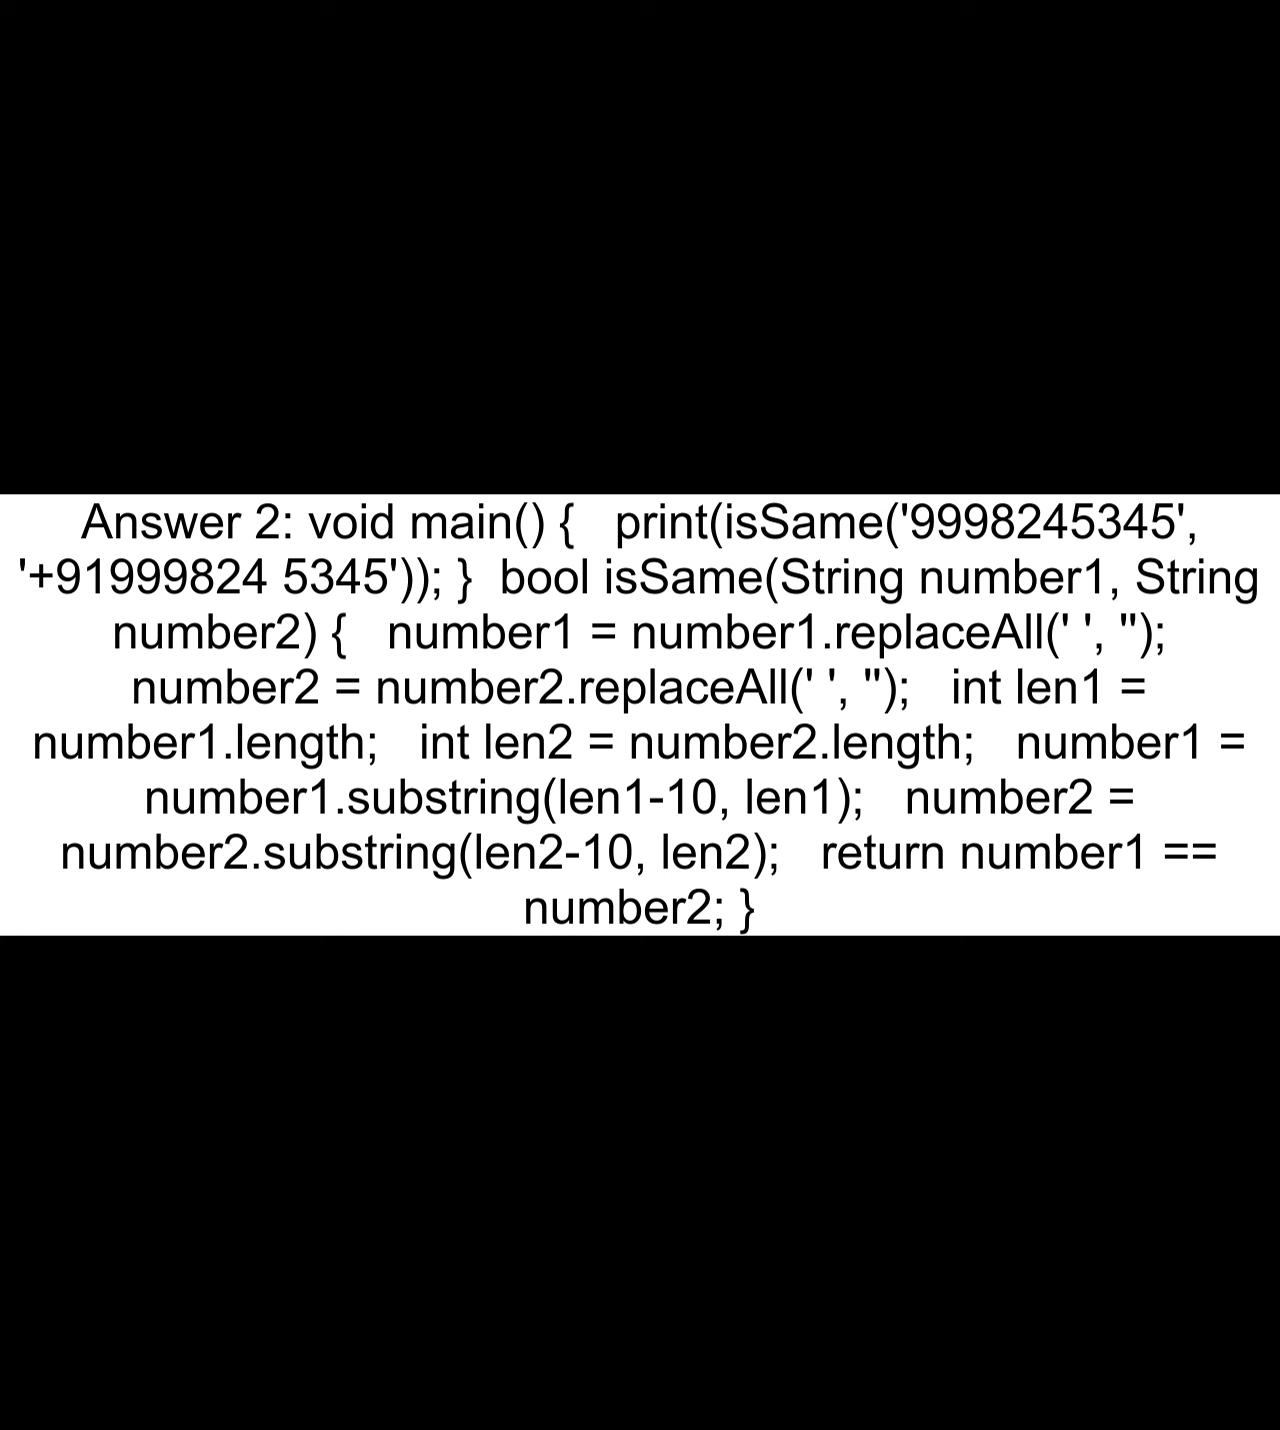 Answer 2: void main() {   print(isSame('9998245345',
'+91999824 5345')); }  bool isSame(String number1, String
number2) {   number1 = number1.replaceAll(' ', '');
number2 = number2.replaceAll(' ', '');   int len1 =
number1.length;   int len2 = number2.length;   number1 =
number1.substring(len1-10, len1);   number2 =
number2.substring(len2-10, len2);   return number1 ==
number2; }